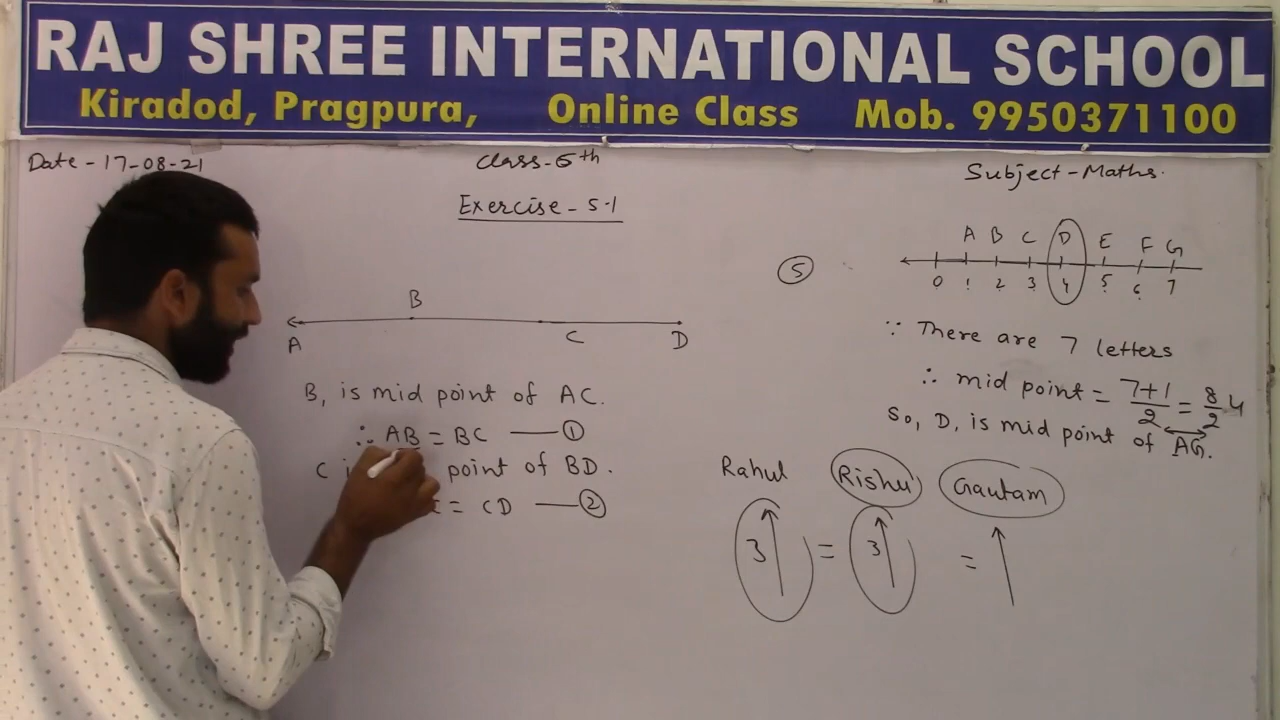 RAJ SHREE INTERNATIONAL SCHOOL
Kiradod, Pragpura, Online Class Mob. 9950371100
Date - 17-08-21
Class-6th
Subject-Maths.
Exercise - 5.1
B
A C D
B, is mid point of AC.
∴ AB = BC —— ①
C point of BD.
= CD —— ②
⑤
A B C D E F G
0 1 2 3 4 5 6 7
∵ There are 7 letters
∴ mid point = 7+1/2 = 8/2 4
So, D, is mid point of AG.
Rahul Rishu Gautam
3 = 3 =